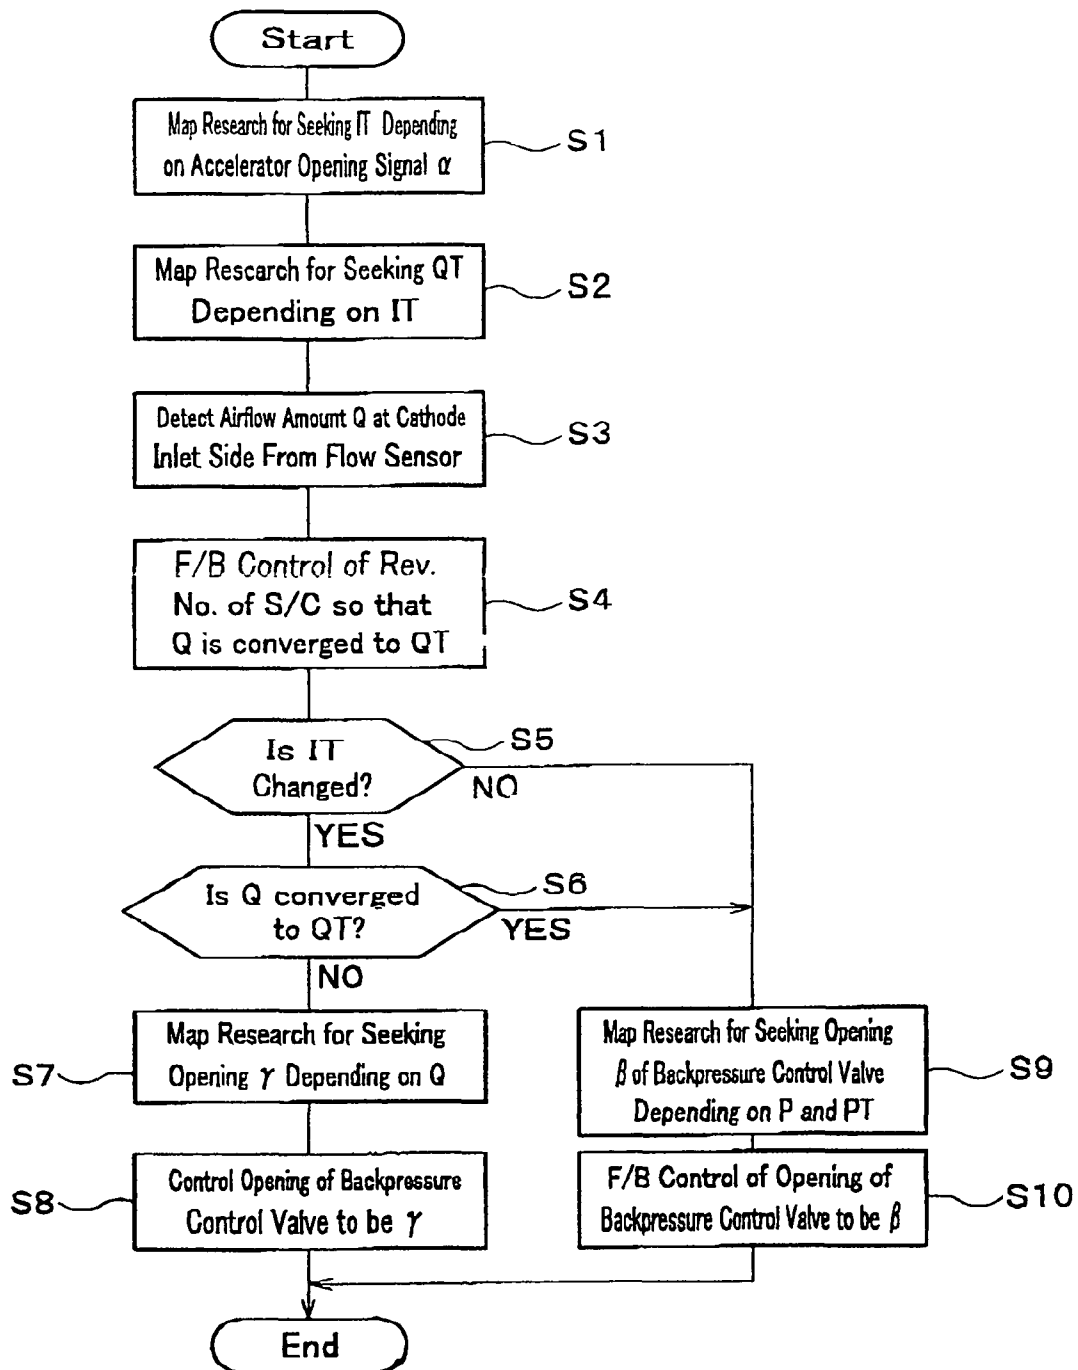 Start
Map Research for Seeking IT Depending
on Accelerator Opening Signal α
S1
Map Research for Seeking QT
Depending on IT
S2
Detect Airflow Amount Q at Cathode
Inlet Side From Flow Sensor
S3
F/B Control of Rev.
No. of S/C so that
Q is converged to QT
S4
Is IT
Changed?
S5
NO
YES
Is Q converged
to QT?
S6
YES
NO
Map Research for Seeking
Opening γ Depending on Q
S7
Control Opening of Backpressure
Control Valve to be γ
S8
Map Research for Seeking Opening
β of Backpressure Control Valve
Depending on P and PT
S9
F/B Control of Opening of
Backpressure Control Valve to be β
S10
End